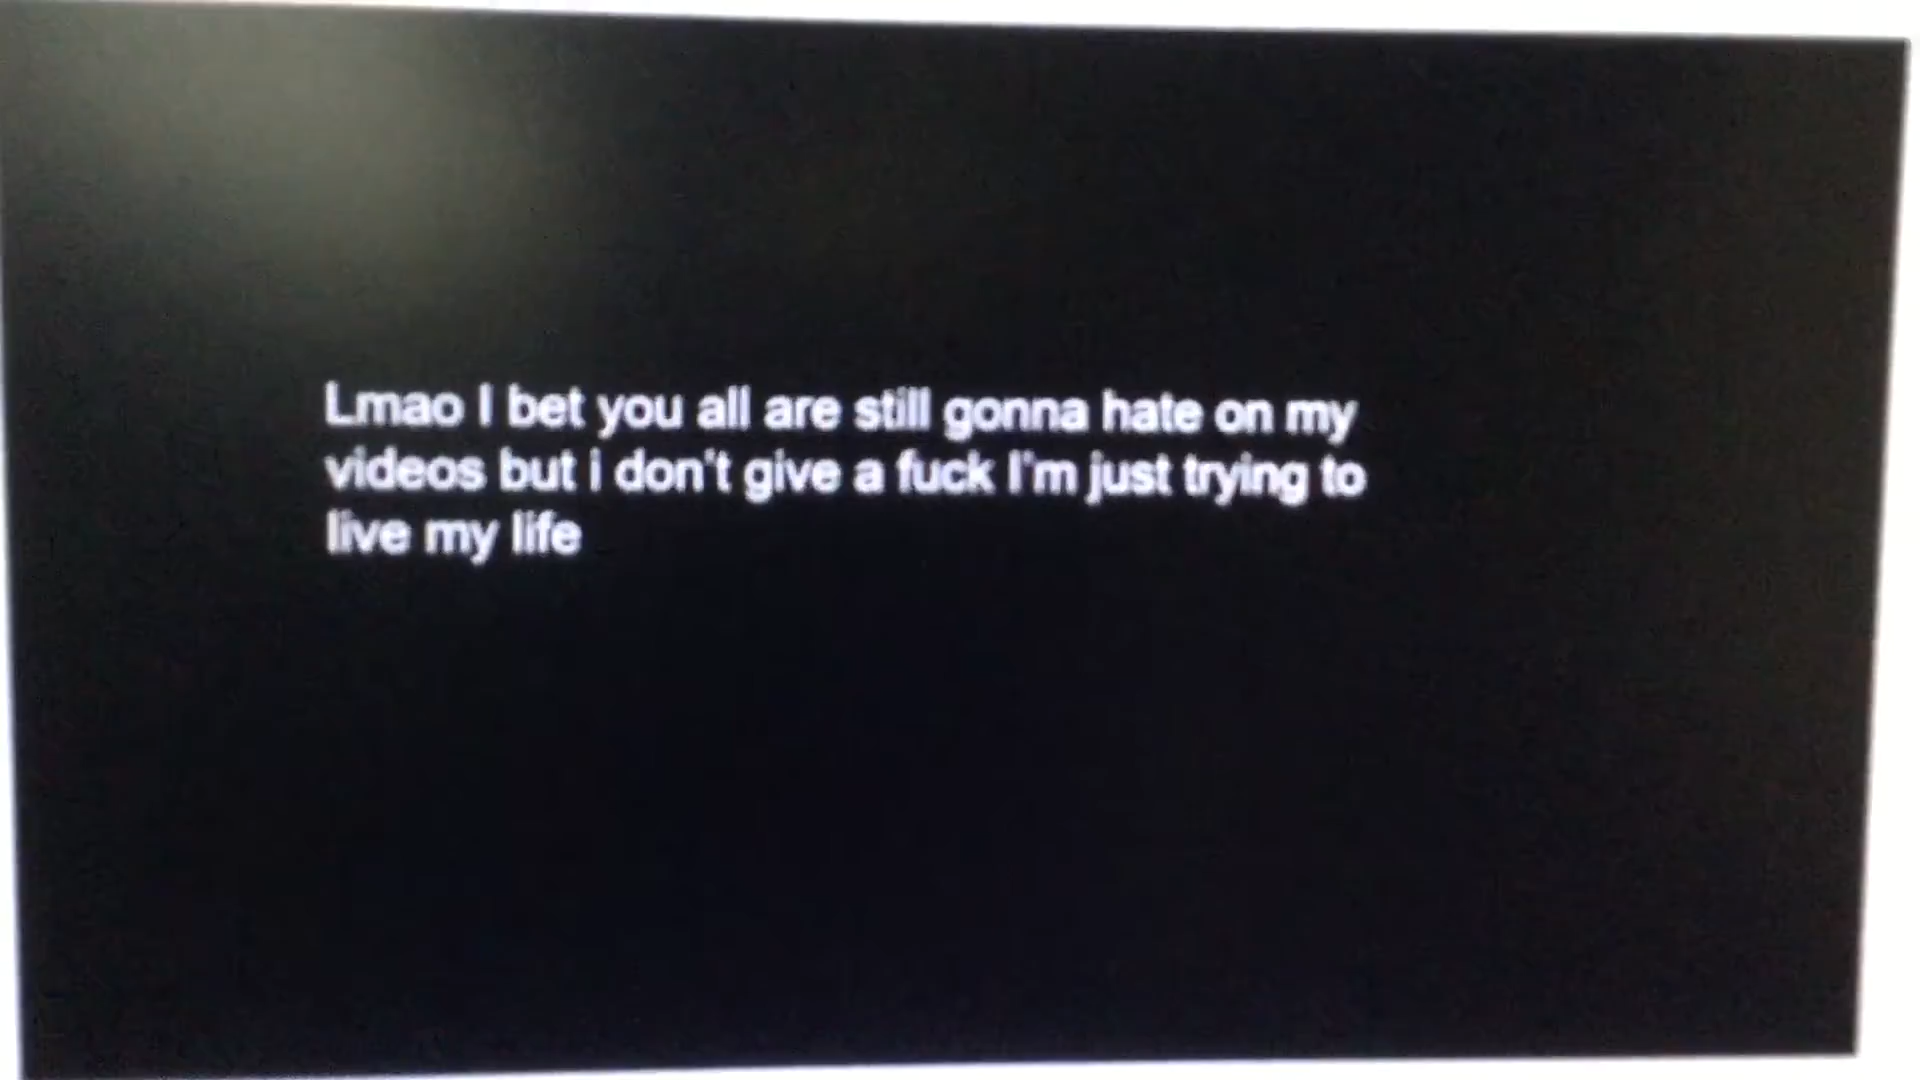 Lmao I bet you all are still gonna hate on my
videos but i don't give a fuck I'm just trying to
live my life